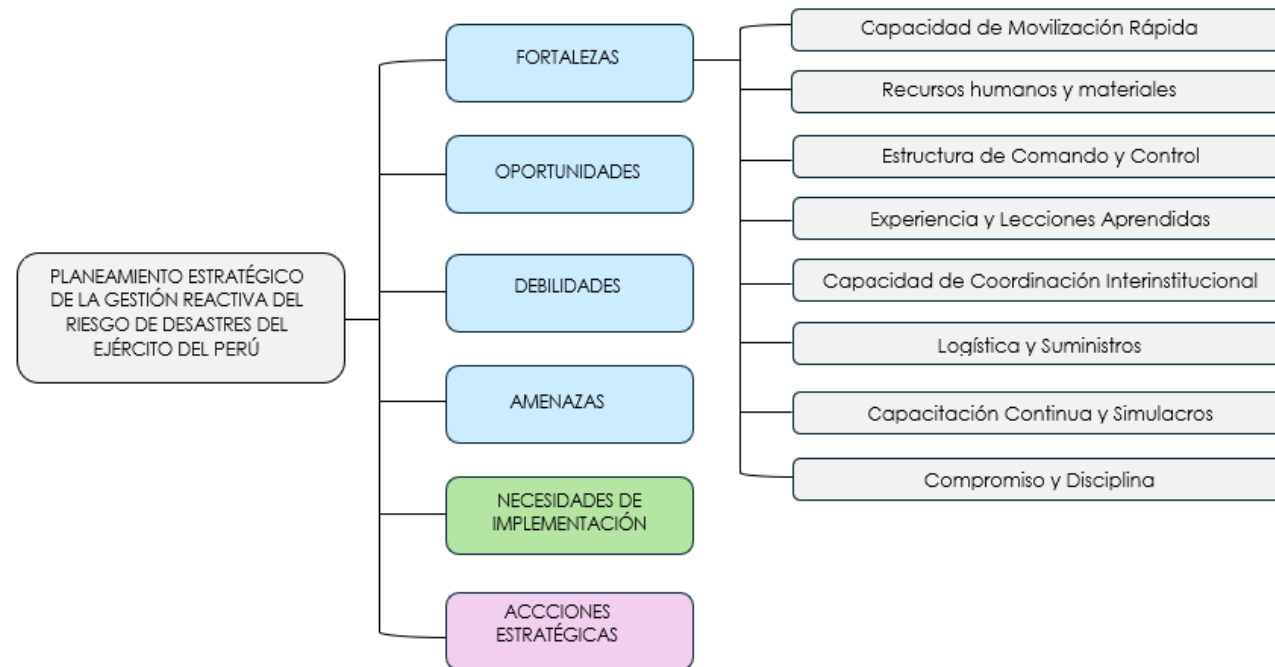 PLANEAMIENTO ESTRATÉGICO
DE LA GESTIÓN REACTIVA DEL
RIESGO DE DESASTRES DEL
EJÉRCITO DEL PERÚ
FORTALEZAS
OPORTUNIDADES
DEBILIDADES
AMENAZAS
NECESIDADES DE
IMPLEMENTACIÓN
ACCCIONES
ESTRATÉGICAS
Capacidad de Movilización Rápida
Recursos humanos y materiales
Estructura de Comando y Control
Experiencia y Lecciones Aprendidas
Capacidad de Coordinación Interinstitucional
Logística y Suministros
Capacitación Continua y Simulacros
Compromiso y Disciplina